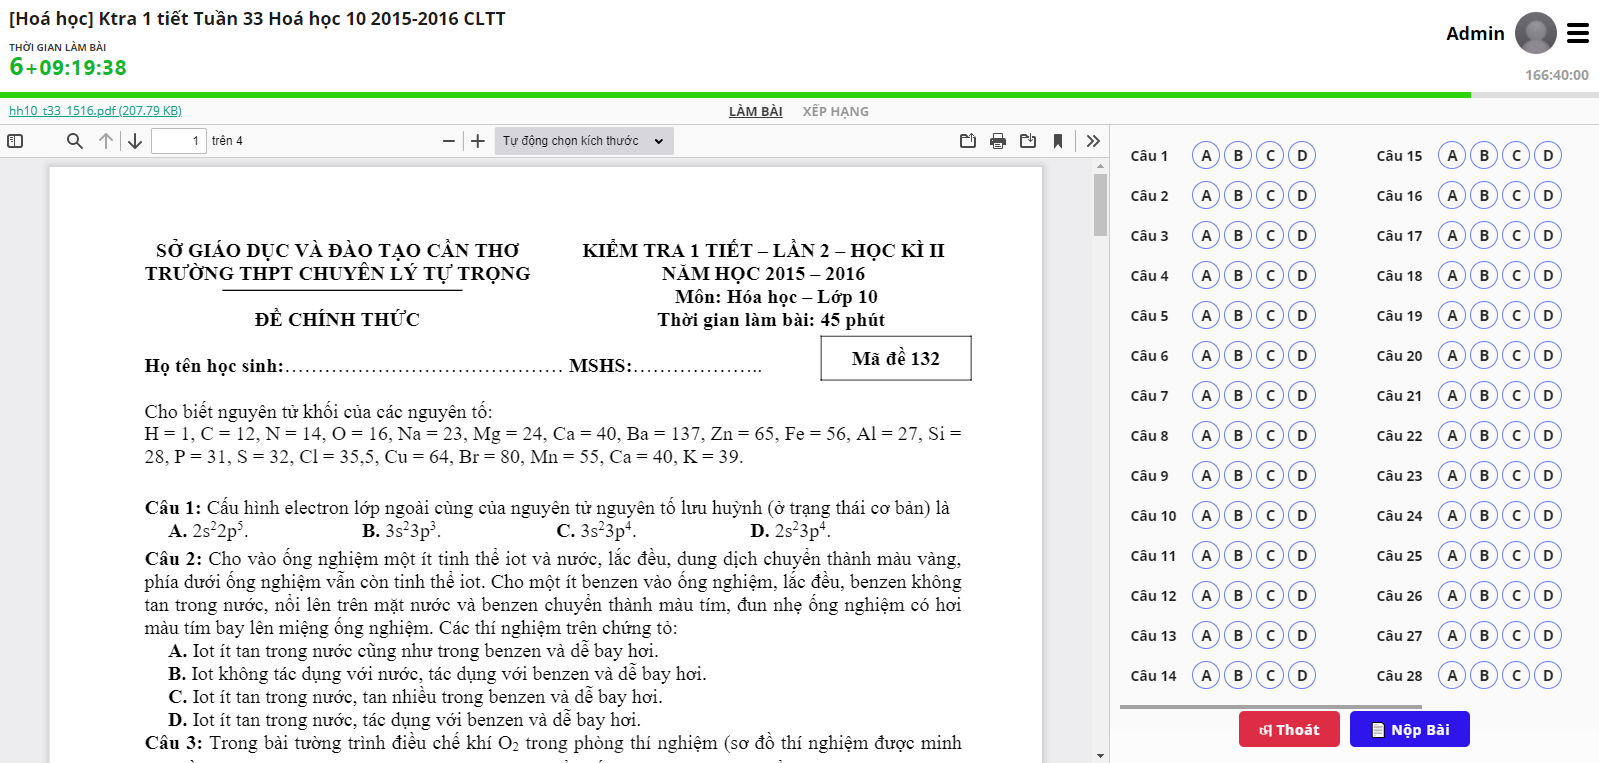 [Hoá học] Ktra 1 tiết Tuần 33 Hoá học 10 2015-2016 CLTT
THỜI GIAN LÀM BÀI
6+09:19:38
Admin
166:40:00
hh10_t33_1516.pdf (207.79 KB)
LÀM BÀI XẾP HẠNG
1 trên 4
Tự động chọn kích thước
SỞ GIÁO DỤC VÀ ĐÀO TẠO CẦN THƠ
TRƯỜNG THPT CHUYÊN LÝ TỰ TRỌNG
ĐỀ CHÍNH THỨC
KIỂM TRA 1 TIẾT – LẦN 2 – HỌC KÌ II
NĂM HỌC 2015 – 2016
Môn: Hóa học – Lớp 10
Thời gian làm bài: 45 phút
Mã đề 132
Họ tên học sinh:…………………………………… MSHS:………………..
Cho biết nguyên tử khối của các nguyên tố:
H = 1, C = 12, N = 14, O = 16, Na = 23, Mg = 24, Ca = 40, Ba = 137, Zn = 65, Fe = 56, Al = 27, Si =
28, P = 31, S = 32, Cl = 35,5, Cu = 64, Br = 80, Mn = 55, Ca = 40, K = 39.
Câu 1: Cấu hình electron lớp ngoài cùng của nguyên tử nguyên tố lưu huỳnh (ở trạng thái cơ bản) là
A. 2s²2p⁵. B. 3s²3p³. C. 3s²3p⁴. D. 2s²3p⁴.
Câu 2: Cho vào ống nghiệm một ít tinh thể iot và nước, lắc đều, dung dịch chuyển thành màu vàng,
phía dưới ống nghiệm vẫn còn tinh thể iot. Cho một ít benzen vào ống nghiệm, lắc đều, benzen không
tan trong nước, nổi lên trên mặt nước và benzen chuyển thành màu tím, đun nhẹ ống nghiệm có hơi
màu tím bay lên miệng ống nghiệm. Các thí nghiệm trên chứng tỏ:
A. Iot ít tan trong nước cũng như trong benzen và dễ bay hơi.
B. Iot không tác dụng với nước, tác dụng với benzen và dễ bay hơi.
C. Iot ít tan trong nước, tan nhiều trong benzen và dễ bay hơi.
D. Iot ít tan trong nước, tác dụng với benzen và dễ bay hơi.
Câu 3: Trong bài tường trình điều chế khí O₂ trong phòng thí nghiệm (sơ đồ thí nghiệm được minh
Câu 1 A B C D
Câu 2 A B C D
Câu 3 A B C D
Câu 4 A B C D
Câu 5 A B C D
Câu 6 A B C D
Câu 7 A B C D
Câu 8 A B C D
Câu 9 A B C D
Câu 10 A B C D
Câu 11 A B C D
Câu 12 A B C D
Câu 13 A B C D
Câu 14 A B C D
Câu 15 A B C D
Câu 16 A B C D
Câu 17 A B C D
Câu 18 A B C D
Câu 19 A B C D
Câu 20 A B C D
Câu 21 A B C D
Câu 22 A B C D
Câu 23 A B C D
Câu 24 A B C D
Câu 25 A B C D
Câu 26 A B C D
Câu 27 A B C D
Câu 28 A B C D
Thoát
Nộp Bài